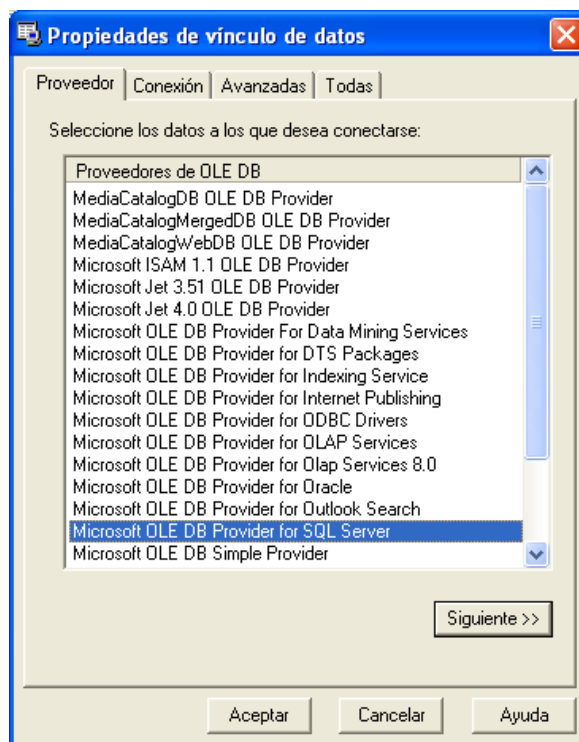 Propiedades de vínculo de datos
Proveedor Conexión Avanzadas Todas
Seleccione los datos a los que desea conectarse:
Proveedores de OLE DB
MediaCatalogDB OLE DB Provider
MediaCatalogMergedDB OLE DB Provider
MediaCatalogWebDB OLE DB Provider
Microsoft ISAM 1.1 OLE DB Provider
Microsoft Jet 3.51 OLE DB Provider
Microsoft Jet 4.0 OLE DB Provider
Microsoft OLE DB Provider For Data Mining Services
Microsoft OLE DB Provider for DTS Packages
Microsoft OLE DB Provider for Indexing Service
Microsoft OLE DB Provider for Internet Publishing
Microsoft OLE DB Provider for ODBC Drivers
Microsoft OLE DB Provider for OLAP Services
Microsoft OLE DB Provider for Olap Services 8.0
Microsoft OLE DB Provider for Oracle
Microsoft OLE DB Provider for Outlook Search
Microsoft OLE DB Provider for SQL Server
Microsoft OLE DB Simple Provider
Siguiente >>
Aceptar Cancelar Ayuda